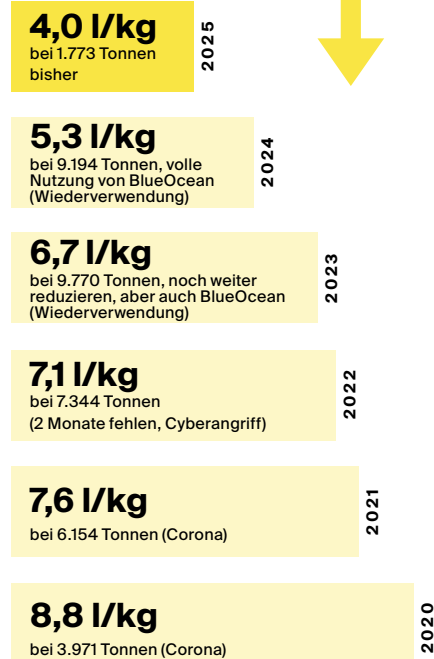 4,0 l/kg
bei 1.773 Tonnen
bisher
2025
5,3 l/kg
bei 9.194 Tonnen, volle
Nutzung von BlueOcean
(Wiederverwendung)
2024
6,7 l/kg
bei 9.770 Tonnen, noch weiter
reduzieren, aber auch BlueOcean
(Wiederverwendung)
2023
7,1 l/kg
bei 7.344 Tonnen
(2 Monate fehlen, Cyberangriff)
2022
7,6 l/kg
bei 6.154 Tonnen (Corona)
2021
8,8 l/kg
bei 3.971 Tonnen (Corona)
2020